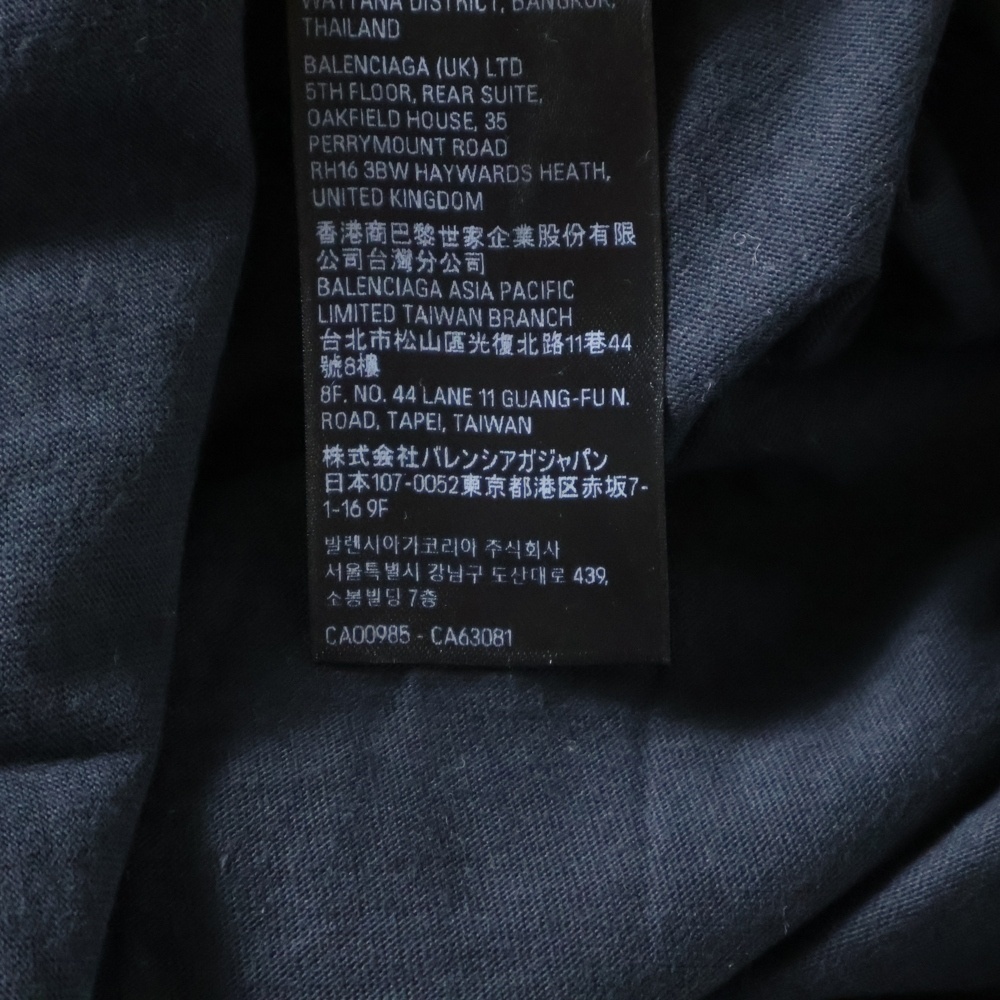 WATTANA DISTRICT, BANGKOK,
THAILAND
BALENCIAGA (UK) LTD
5TH FLOOR, REAR SUITE,
OAKFIELD HOUSE, 35
PERRYMOUNT ROAD
RH16 3BW HAYWARDS HEATH,
UNITED KINGDOM
香港商巴黎世家企業股份有限
公司台灣分公司
BALENCIAGA ASIA PACIFIC
LIMITED TAIWAN BRANCH
台北市松山區光復北路11巷44
號8樓
8F, NO. 44 LANE 11 GUANG-FU N.
ROAD, TAPEI, TAIWAN
株式会社バレンシアガジャパン
日本107-0052東京都港区赤坂7-
1-16 9F
발렌시아가코리아 주식회사
서울특별시 강남구 도산대로 439,
소봉빌딩 7층
CA00985 - CA63081